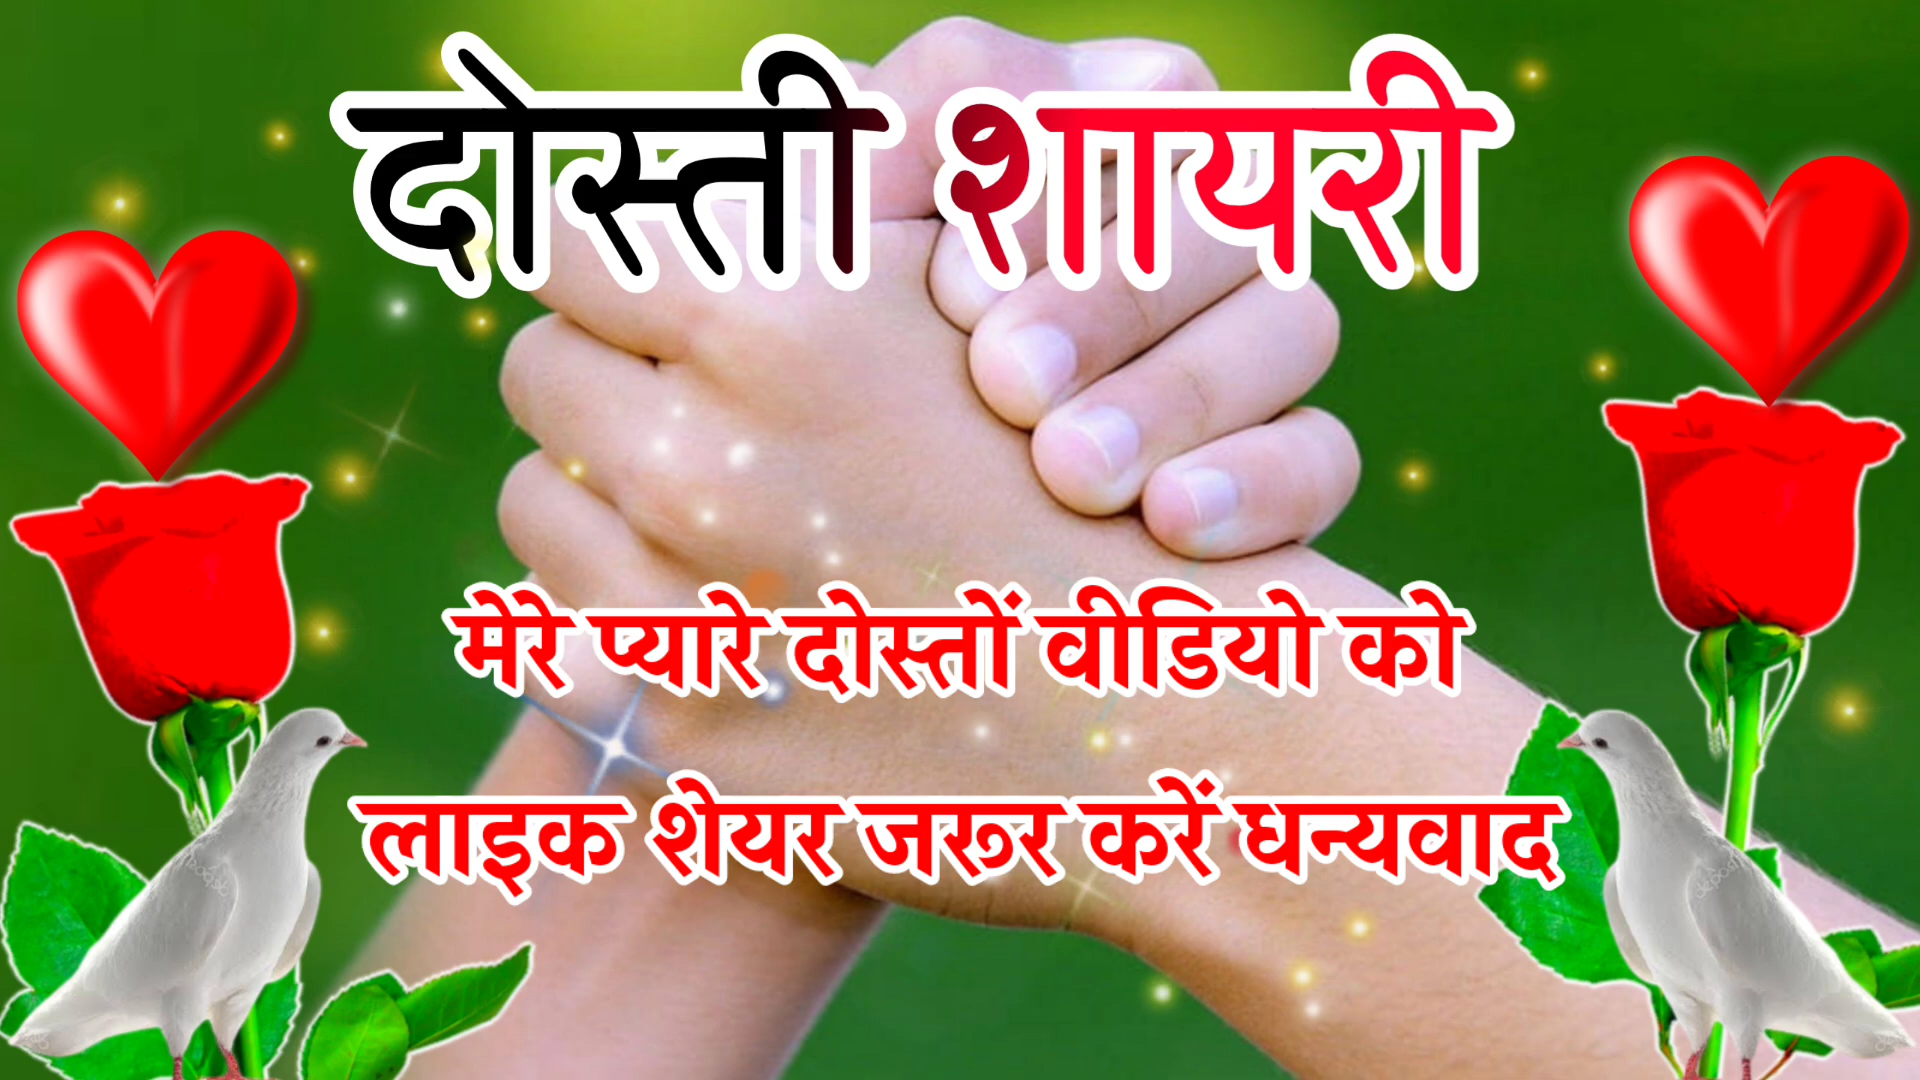 दोस्ती शायरी
मेरे प्यारे दोस्तों वीडियो को
लाइक शेयर जरूर करें धन्यवाद